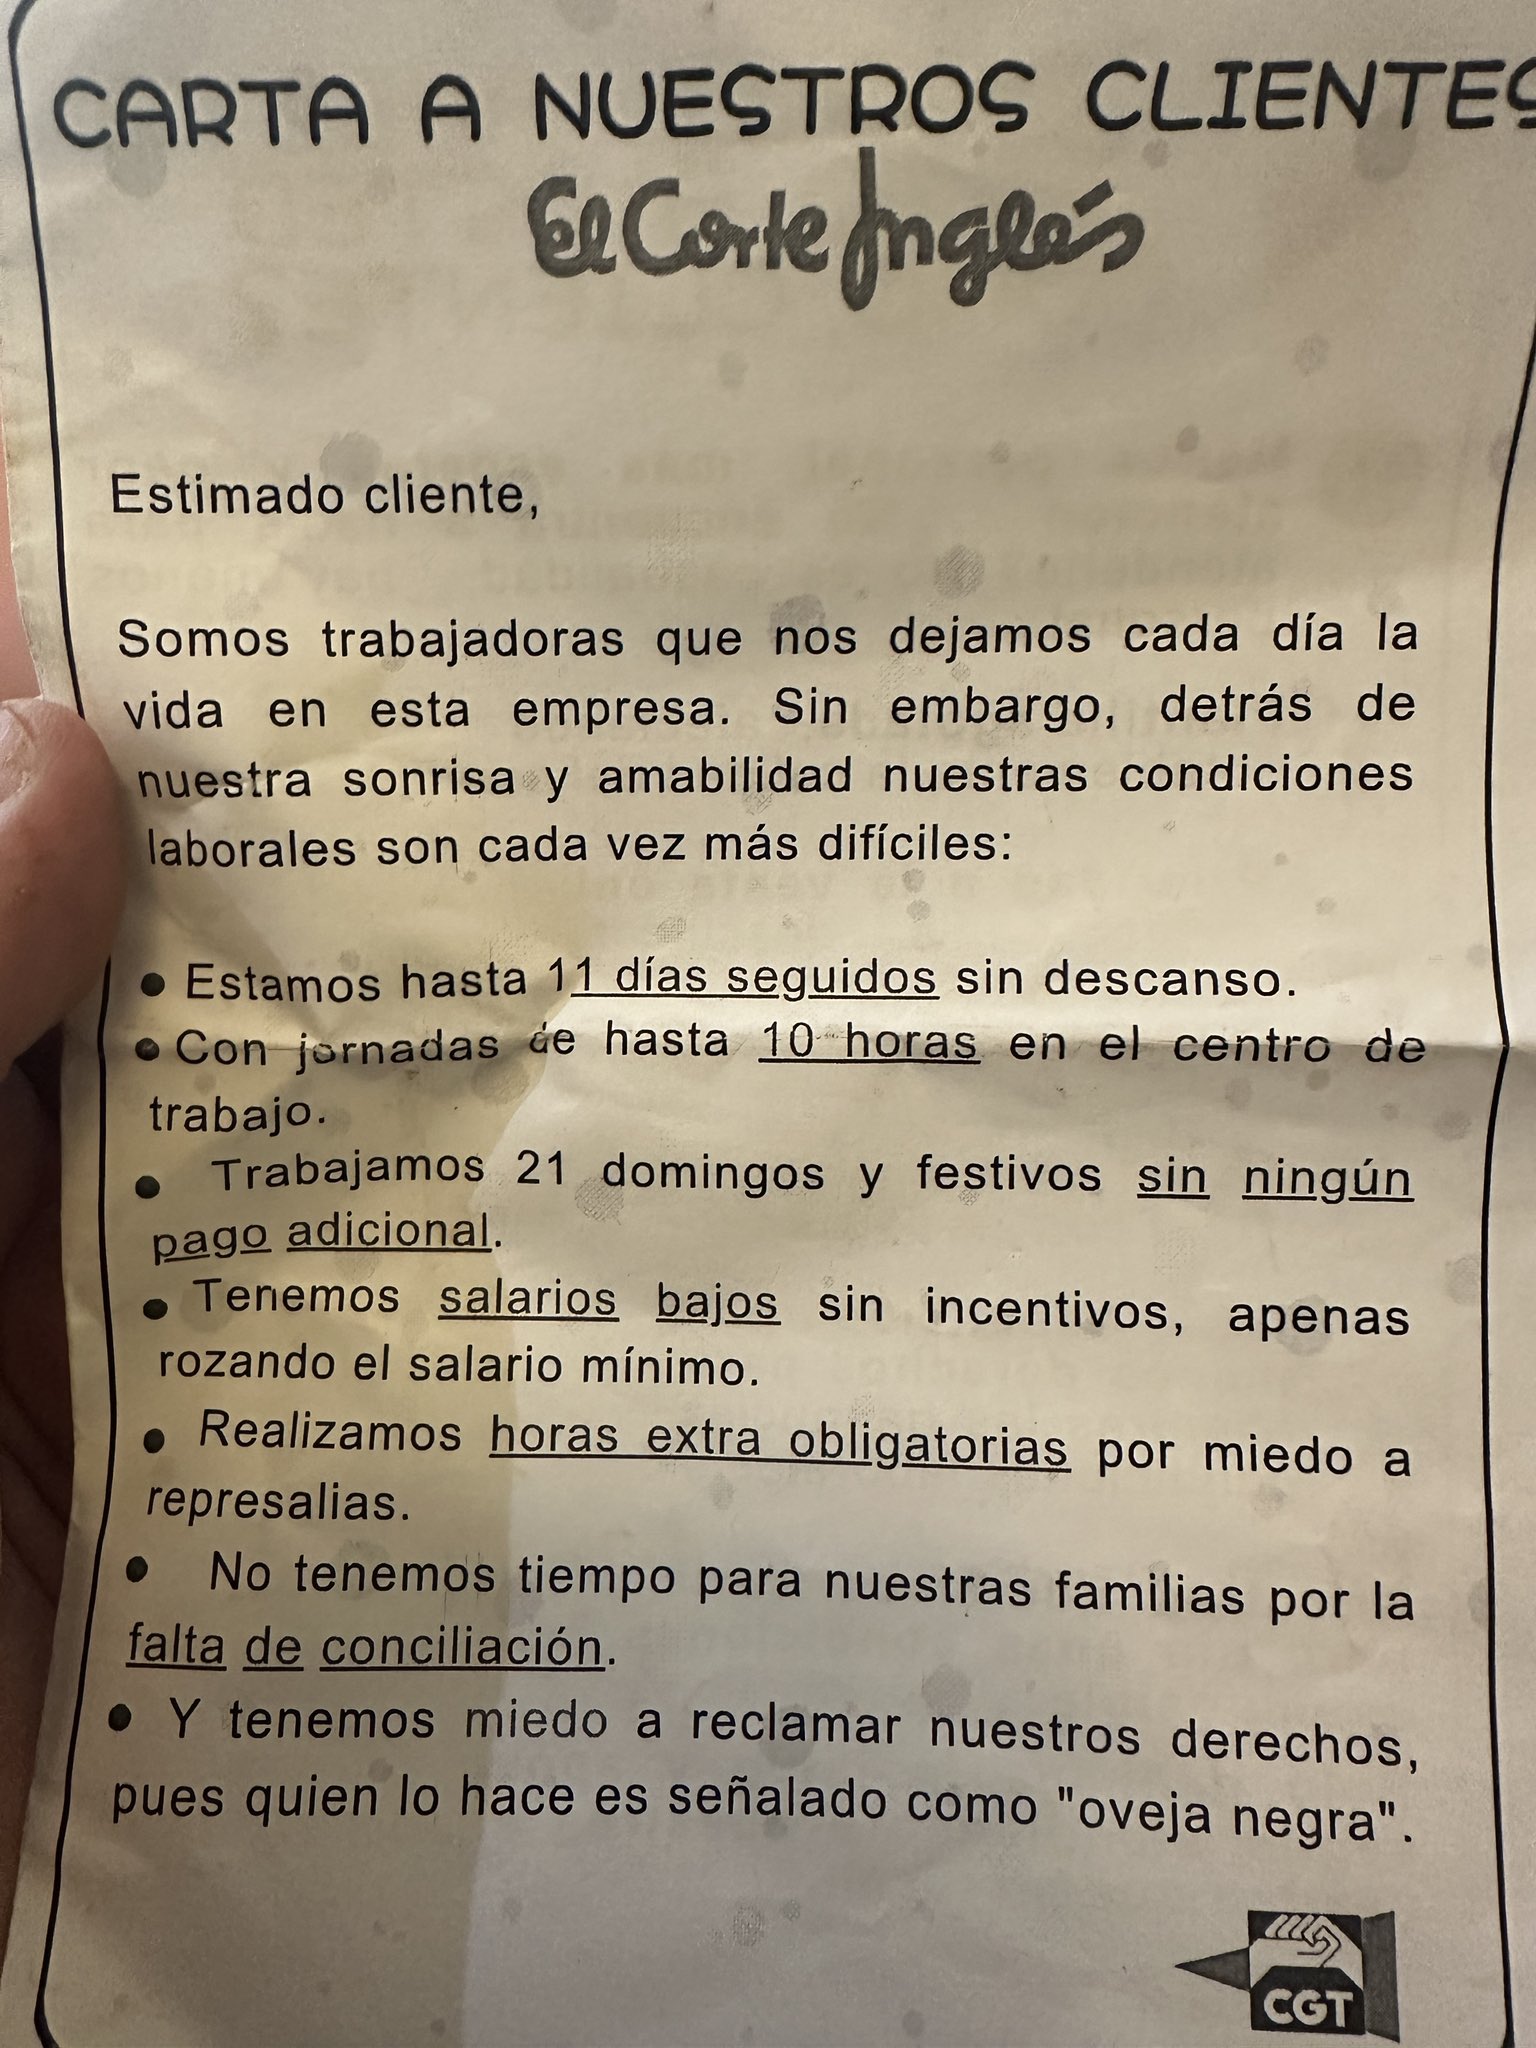 CARTA A NUESTROS CLIENTES
El Corte Inglés
Estimado cliente,
Somos trabajadoras que nos dejamos cada día la
vida en esta empresa. Sin embargo, detrás de
nuestra sonrisa y amabilidad nuestras condiciones
laborales son cada vez más difíciles:
• Estamos hasta 11 días seguidos sin descanso.
• Con jornadas de hasta 10 horas en el centro de
trabajo.
• Trabajamos 21 domingos y festivos sin ningún
pago adicional.
• Tenemos salarios bajos sin incentivos, apenas
rozando el salario mínimo.
• Realizamos horas extra obligatorias por miedo a
represalias.
• No tenemos tiempo para nuestras familias por la
falta de conciliación.
• Y tenemos miedo a reclamar nuestros derechos,
pues quien lo hace es señalado como "oveja negra".
CGT